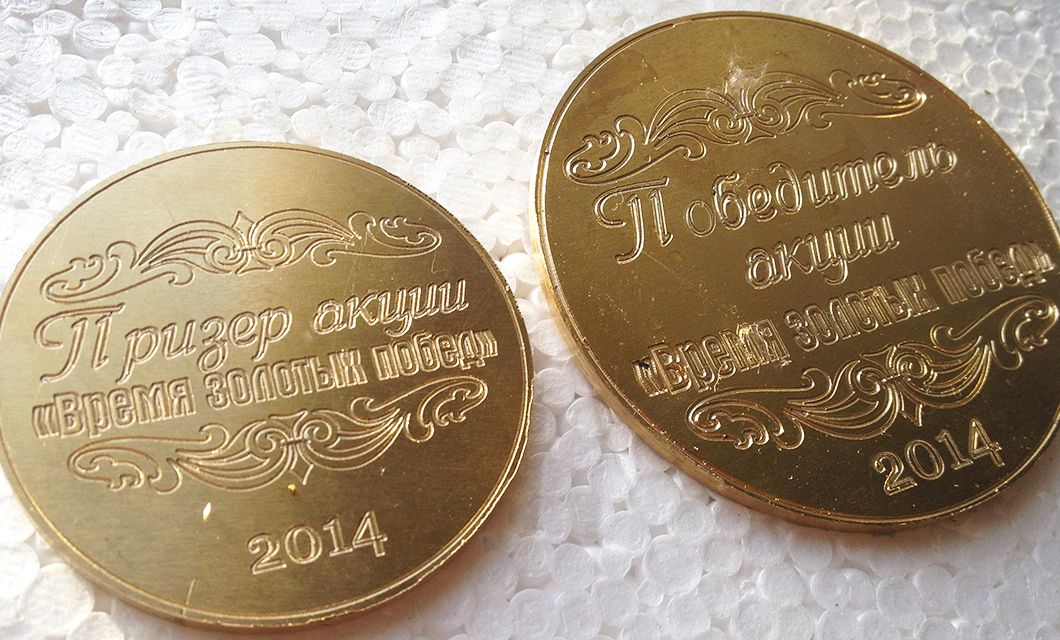 Призер акции
«Время золотых побед»
2014
Победитель
акции
«Время золотых побед»
2014